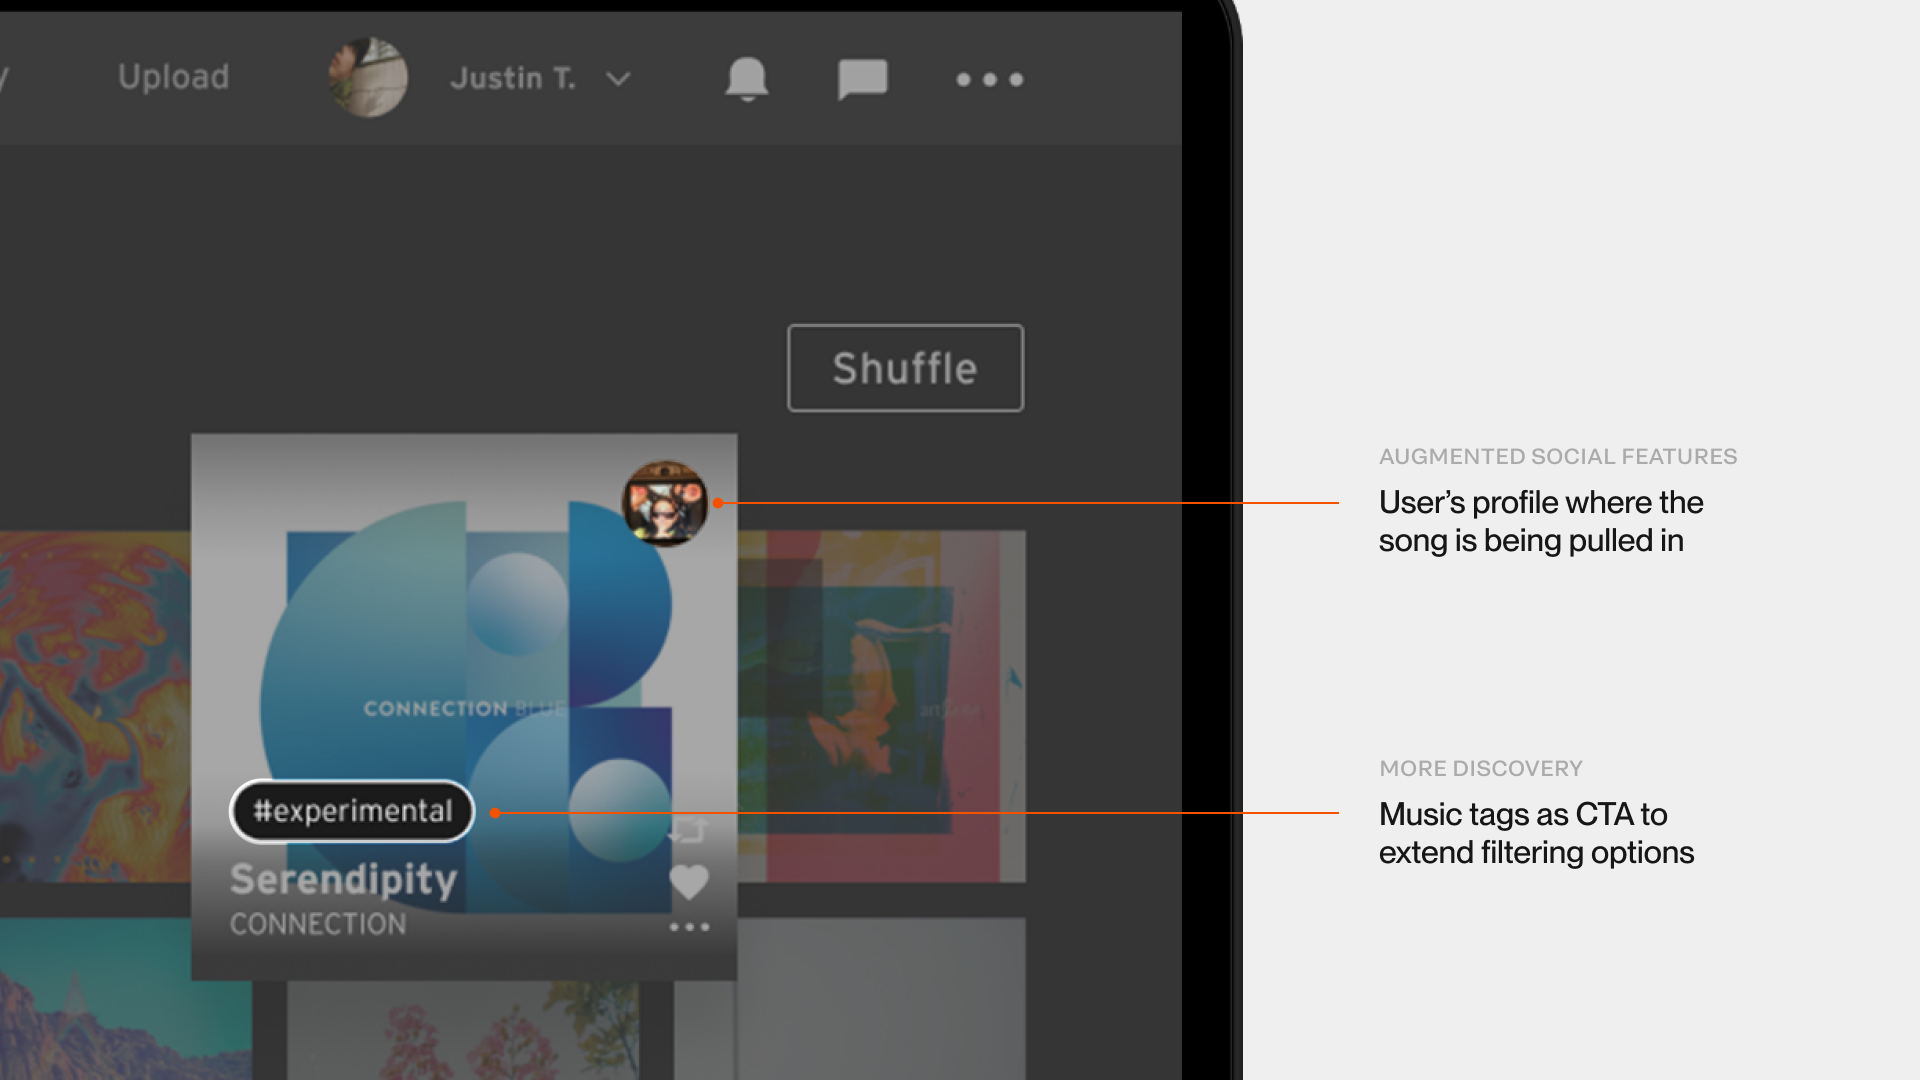 Upload
Justin T.
Shuffle
CONNECTION BLUE
#experimental
Serendipity
CONNECTION
AUGMENTED SOCIAL FEATURES
User’s profile where the
song is being pulled in
MORE DISCOVERY
Music tags as CTA to
extend filtering options